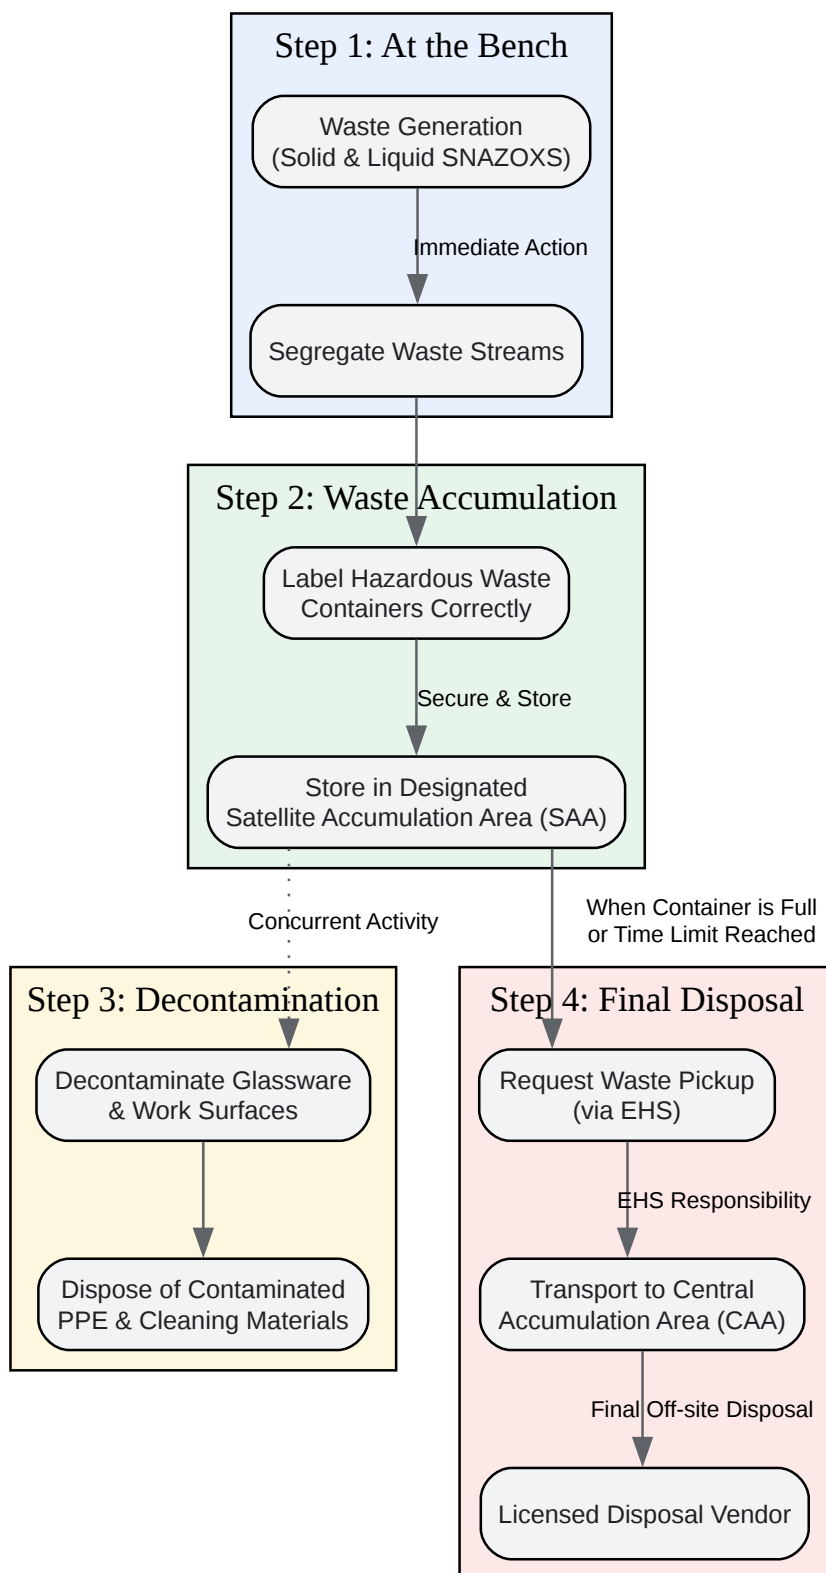 Step 1: At the Bench
Waste Generation
(Solid & Liquid SNAZOXS)
Immediate Action
Segregate Waste Streams
Step 2: Waste Accumulation
Label Hazardous Waste
Containers Correctly
Secure & Store
Store in Designated
Satellite Accumulation Area (SAA)
Concurrent Activity
When Container is Full
or Time Limit Reached
Step 3: Decontamination
Decontaminate Glassware
& Work Surfaces
Dispose of Contaminated
PPE & Cleaning Materials
Step 4: Final Disposal
Request Waste Pickup
(via EHS)
EHS Responsibility
Transport to Central
Accumulation Area (CAA)
Final Off-site Disposal
Licensed Disposal Vendor